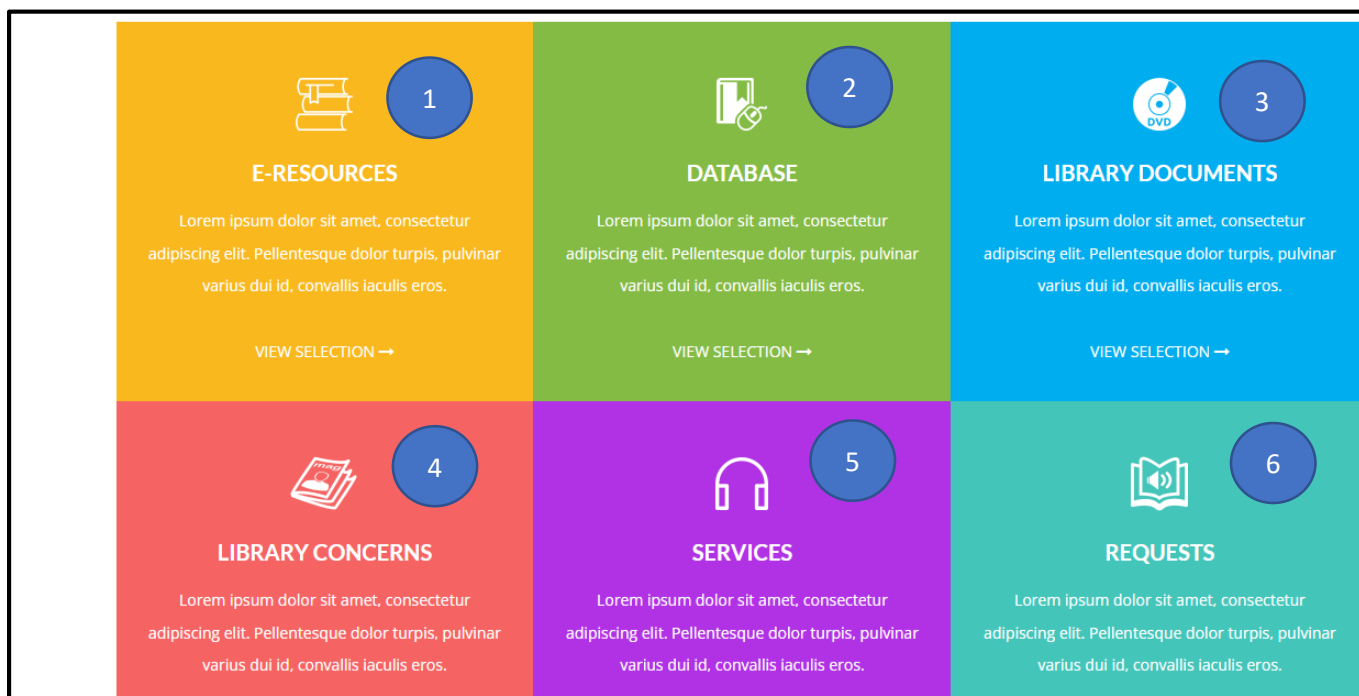 1
E-RESOURCES
Lorem ipsum dolor sit amet, consectetur
adipiscing elit. Pellentesque dolor turpis, pulvinar
varius dui id, convallis iaculis eros.
VIEW SELECTION →
2
DATABASE
Lorem ipsum dolor sit amet, consectetur
adipiscing elit. Pellentesque dolor turpis, pulvinar
varius dui id, convallis iaculis eros.
VIEW SELECTION →
3
DVD
LIBRARY DOCUMENTS
Lorem ipsum dolor sit amet, consectetur
adipiscing elit. Pellentesque dolor turpis, pulvinar
varius dui id, convallis iaculis eros.
VIEW SELECTION →
4
mag
LIBRARY CONCERNS
Lorem ipsum dolor sit amet, consectetur
adipiscing elit. Pellentesque dolor turpis, pulvinar
varius dui id, convallis iaculis eros.
5
SERVICES
Lorem ipsum dolor sit amet, consectetur
adipiscing elit. Pellentesque dolor turpis, pulvinar
varius dui id, convallis iaculis eros.
6
REQUESTS
Lorem ipsum dolor sit amet, consectetur
adipiscing elit. Pellentesque dolor turpis, pulvinar
varius dui id, convallis iaculis eros.